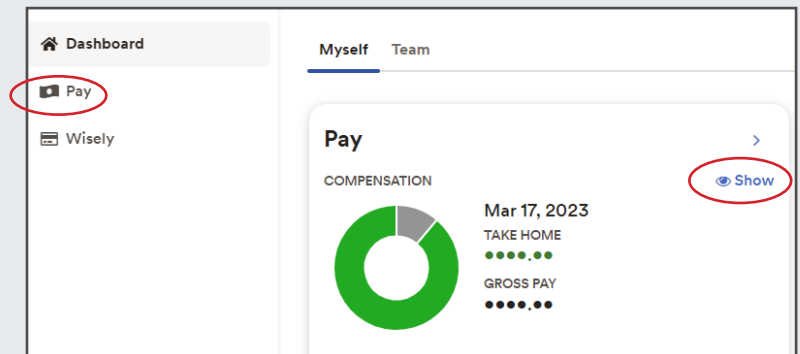 Dashboard
Pay
Wisely
Myself Team
Pay
COMPENSATION
Show
Mar 17, 2023
TAKE HOME
••••.••
GROSS PAY
••••.••